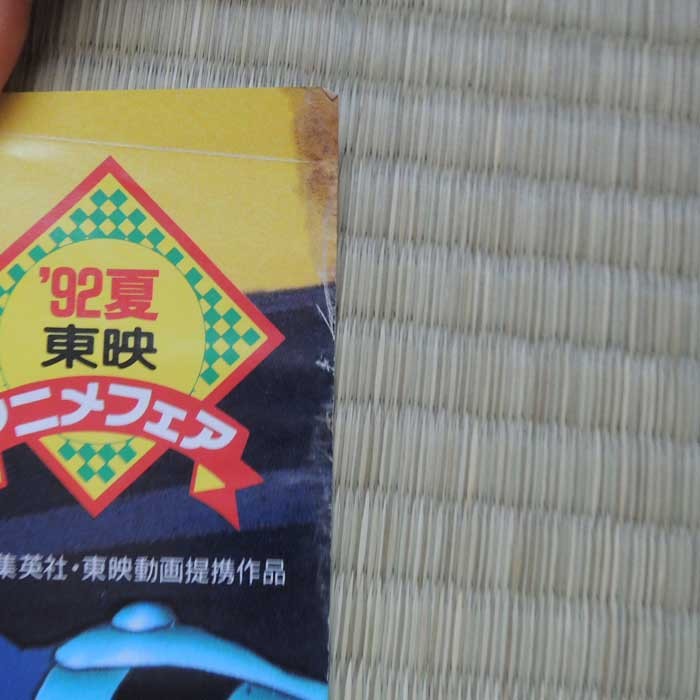 '92夏
東映
アニメフェア
集英社・東映動画提携作品